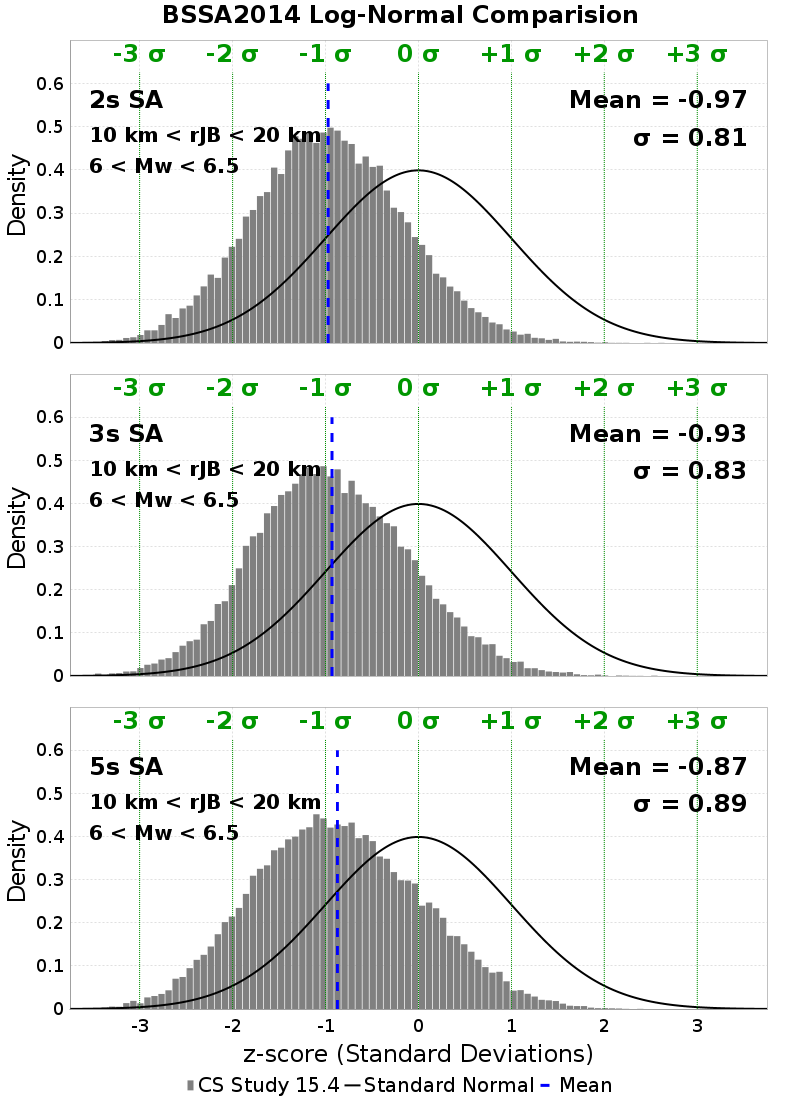 BSSA2014 Log-Normal Comparision
-3 σ -2 σ -1 σ 0 σ +1 σ +2 σ +3 σ
0.6
2s SA Mean = -0.97
0.5
10 km < rJB < 20 km σ = 0.81
6 < Mw < 6.5
0.4
0.3
0.2
0.1
0
Density
-3 σ -2 σ -1 σ 0 σ +1 σ +2 σ +3 σ
0.6
3s SA Mean = -0.93
0.5
10 km < rJB < 20 km σ = 0.83
6 < Mw < 6.5
0.4
0.3
0.2
0.1
0
Density
-3 σ -2 σ -1 σ 0 σ +1 σ +2 σ +3 σ
0.6
5s SA Mean = -0.87
0.5
10 km < rJB < 20 km σ = 0.89
6 < Mw < 6.5
0.4
0.3
0.2
0.1
0
Density
-3 -2 -1 0 1 2 3
z-score (Standard Deviations)
CS Study 15.4 Standard Normal Mean